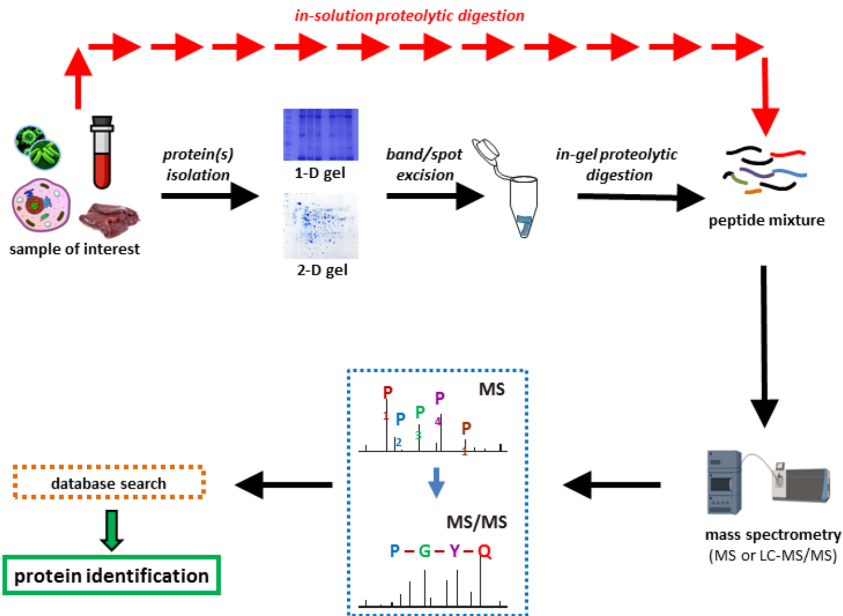 in-solution proteolytic digestion
protein(s)
isolation
1-D gel
2-D gel
band/spot
excision
in-gel proteolytic
digestion
sample of interest
peptide mixture
MS
P
1
P
2
P
3
P
4
P
1
MS/MS
P – G – Y – Q
mass spectrometry
(MS or LC-MS/MS)
database search
protein identification